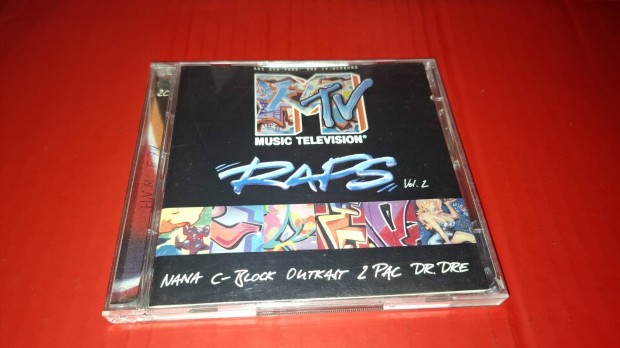 MTV
MUSIC TELEVISION®
RAPS Vol. 2
NANA C-BLOCK OUTKAST 2 PAC DR. DRE